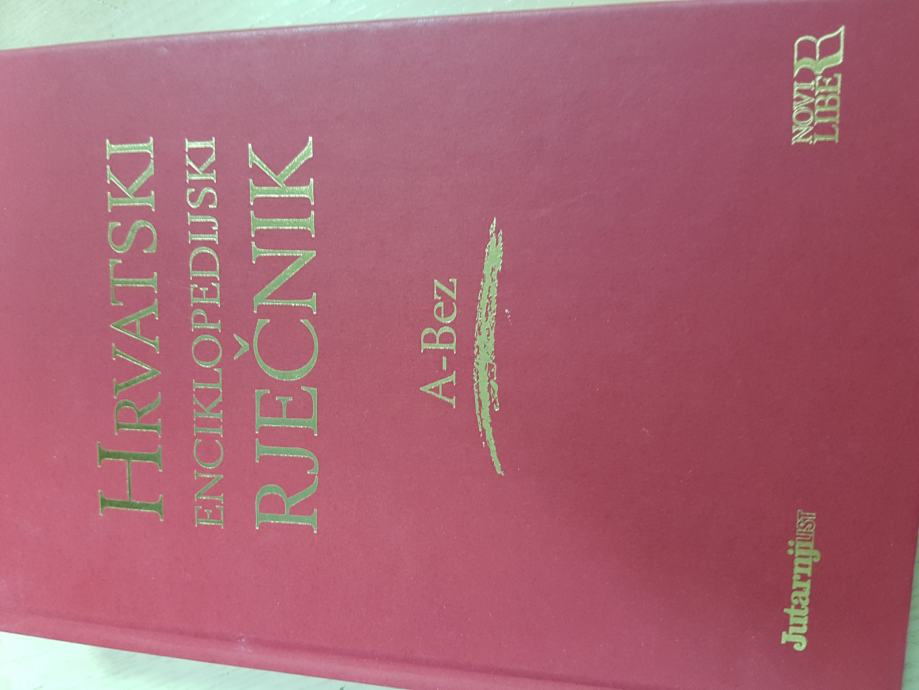 HRVATSKI
ENCIKLOPEDIJSKI
RJEČNIK
A-Bez
Jutarnji LIST
NOVI
LIBER